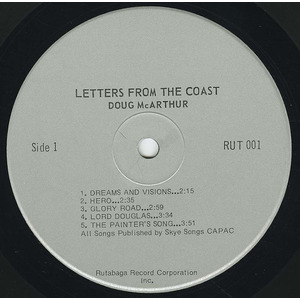 LETTERS FROM THE COAST
DOUG McARTHUR
Side 1
RUT 001
1. DREAMS AND VISIONS...2:15
2. HERO...2:35
3. GLORY ROAD...2:59
4. LORD DOUGLAS...3:34
5. THE PAINTER'S SONG...3:51
All Songs Published by Skye Songs CAPAC
Rutabaga Record Corporation
Inc.